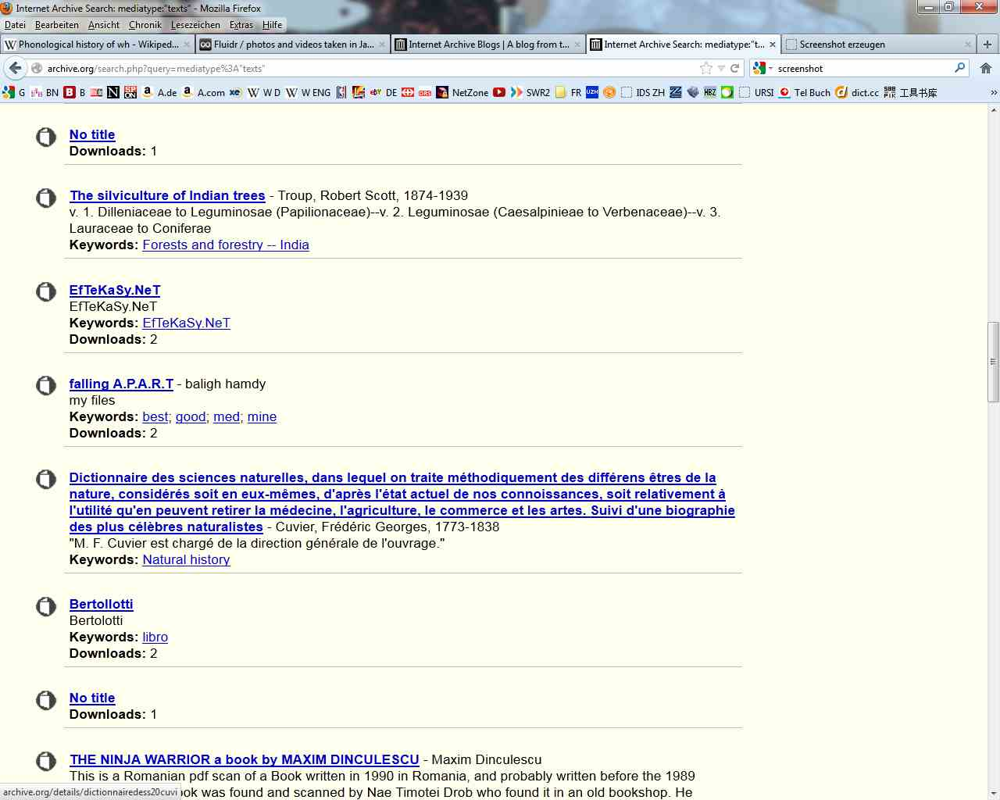 Internet Archive Search: mediatype:"texts" - Mozilla Firefox
Datei Bearbeiten Ansicht Chronik Lesezeichen Extras Hilfe
Phonological history of wh - Wikiped... Fluidr / photos and videos taken in Ja... Internet Archive Blogs | A blog from t... Internet Archive Search: mediatype:"t... Screenshot erzeugen
archive.org/search.php?query=mediatype%3A"texts" screenshot
G BN B B N SPON A.de A.com xe W D W ENG DE DRS NetZone SWR2 FR UZH IDS ZH HBZ URSI Tel Buch dict.cc 工具书库
No title
Downloads: 1
The silviculture of Indian trees - Troup, Robert Scott, 1874-1939
v. 1. Dilleniaceae to Leguminosae (Papilionaceae)--v. 2. Leguminosae (Caesalpinieae to Verbenaceae)--v. 3.
Lauraceae to Coniferae
Keywords: Forests and forestry -- India
EfTeKaSy.NeT
EfTeKaSy.NeT
Keywords: EfTeKaSy.NeT
Downloads: 2
falling A.P.A.R.T - baligh hamdy
my files
Keywords: best; good; med; mine
Downloads: 2
Dictionnaire des sciences naturelles, dans lequel on traite méthodiquement des différens êtres de la
nature, considérés soit en eux-mêmes, d'après l'état actuel de nos connoissances, soit relativement à
l'utilité qu'en peuvent retirer la médecine, l'agriculture, le commerce et les artes. Suivi d'une biographie
des plus célèbres naturalistes - Cuvier, Frédéric Georges, 1773-1838
"M. F. Cuvier est chargé de la direction générale de l'ouvrage."
Keywords: Natural history
Bertollotti
Bertolotti
Keywords: libro
Downloads: 2
No title
Downloads: 1
THE NINJA WARRIOR a book by MAXIM DINCULESCU - Maxim Dinculescu
This is a Romanian pdf scan of a Book written in 1990 in Romania, and probably written before the 1989
archive.org/details/dictionnairedess20cuvi ok was found and scanned by Nae Timotei Drob who found it in an old bookshop. He